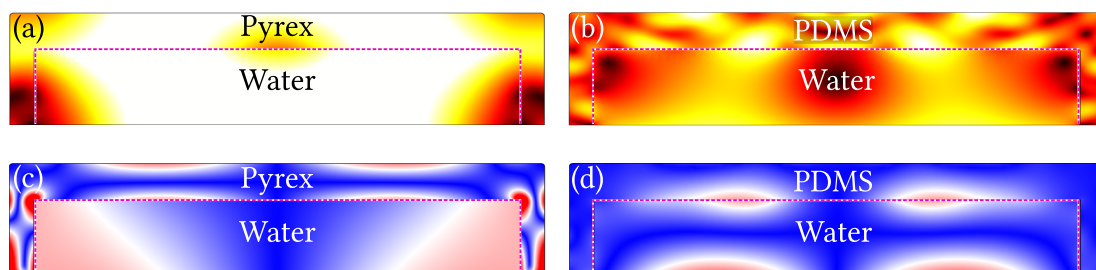 (a) Pyrex
Water
(b) PDMS
Water
(c) Pyrex
Water
(d) PDMS
Water